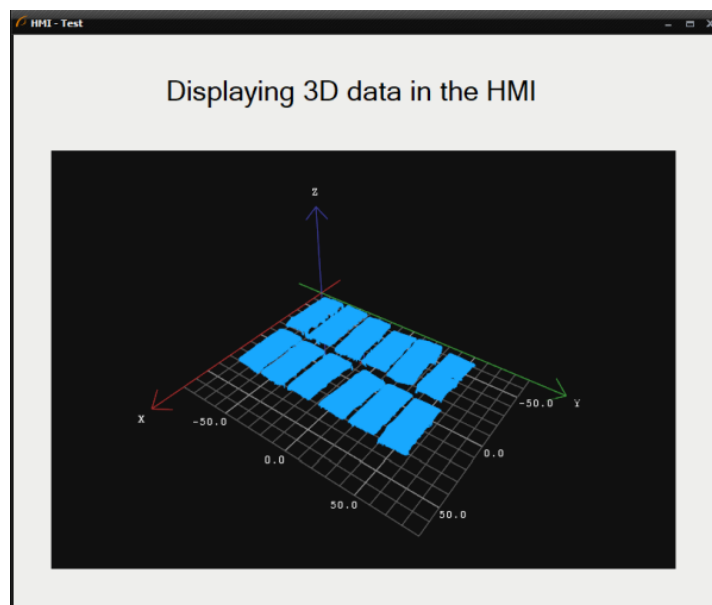 HMI - Test
Displaying 3D data in the HMI
Z
X
Y
-50.0
0.0
50.0
-50.0
0.0
50.0